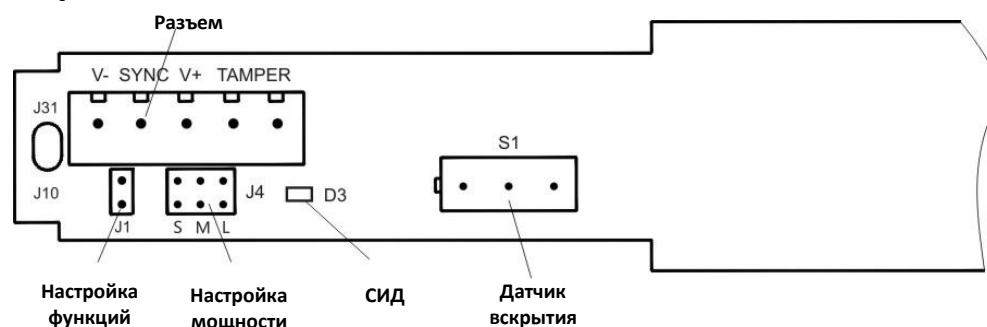 Разъем
V- SYNC V+ TAMPER
J31
S1
J10
J4
D3
J1
S M L
Настройка функций
Настройка мощности
СИД
Датчик вскрытия